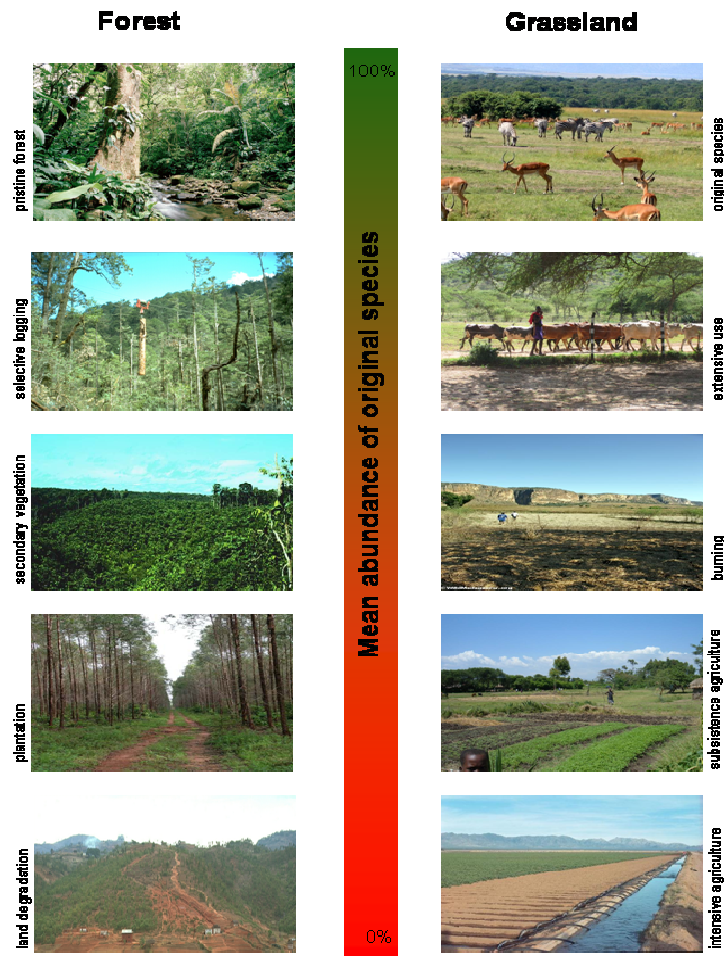 Forest
Grassland
100%
pristine forest
original species
selective logging
extensive use
Mean abundance of original species
secondary vegetation
burning
plantation
subsistence agriculture
land degradation
intensive agriculture
0%